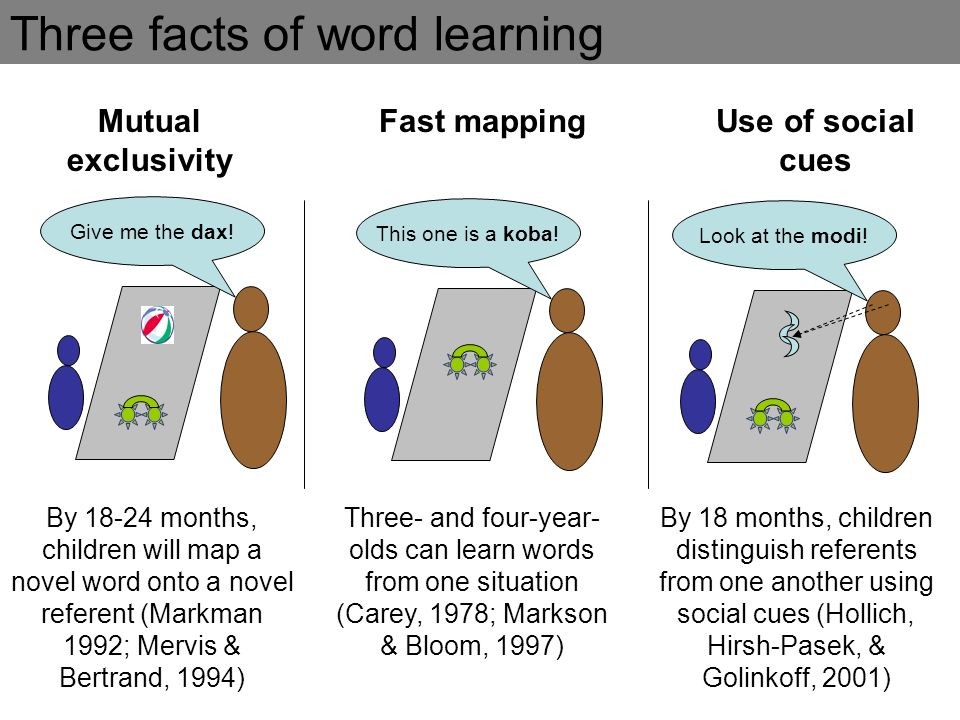 Three facts of word learning
Mutual
exclusivity
Give me the dax!
By 18-24 months,
children will map a
novel word onto a novel
referent (Markman
1992; Mervis &
Bertrand, 1994)
Fast mapping
This one is a koba!
Three- and four-year-
olds can learn words
from one situation
(Carey, 1978; Markson
& Bloom, 1997)
Use of social
cues
Look at the modi!
By 18 months, children
distinguish referents
from one another using
social cues (Hollich,
Hirsh-Pasek, &
Golinkoff, 2001)